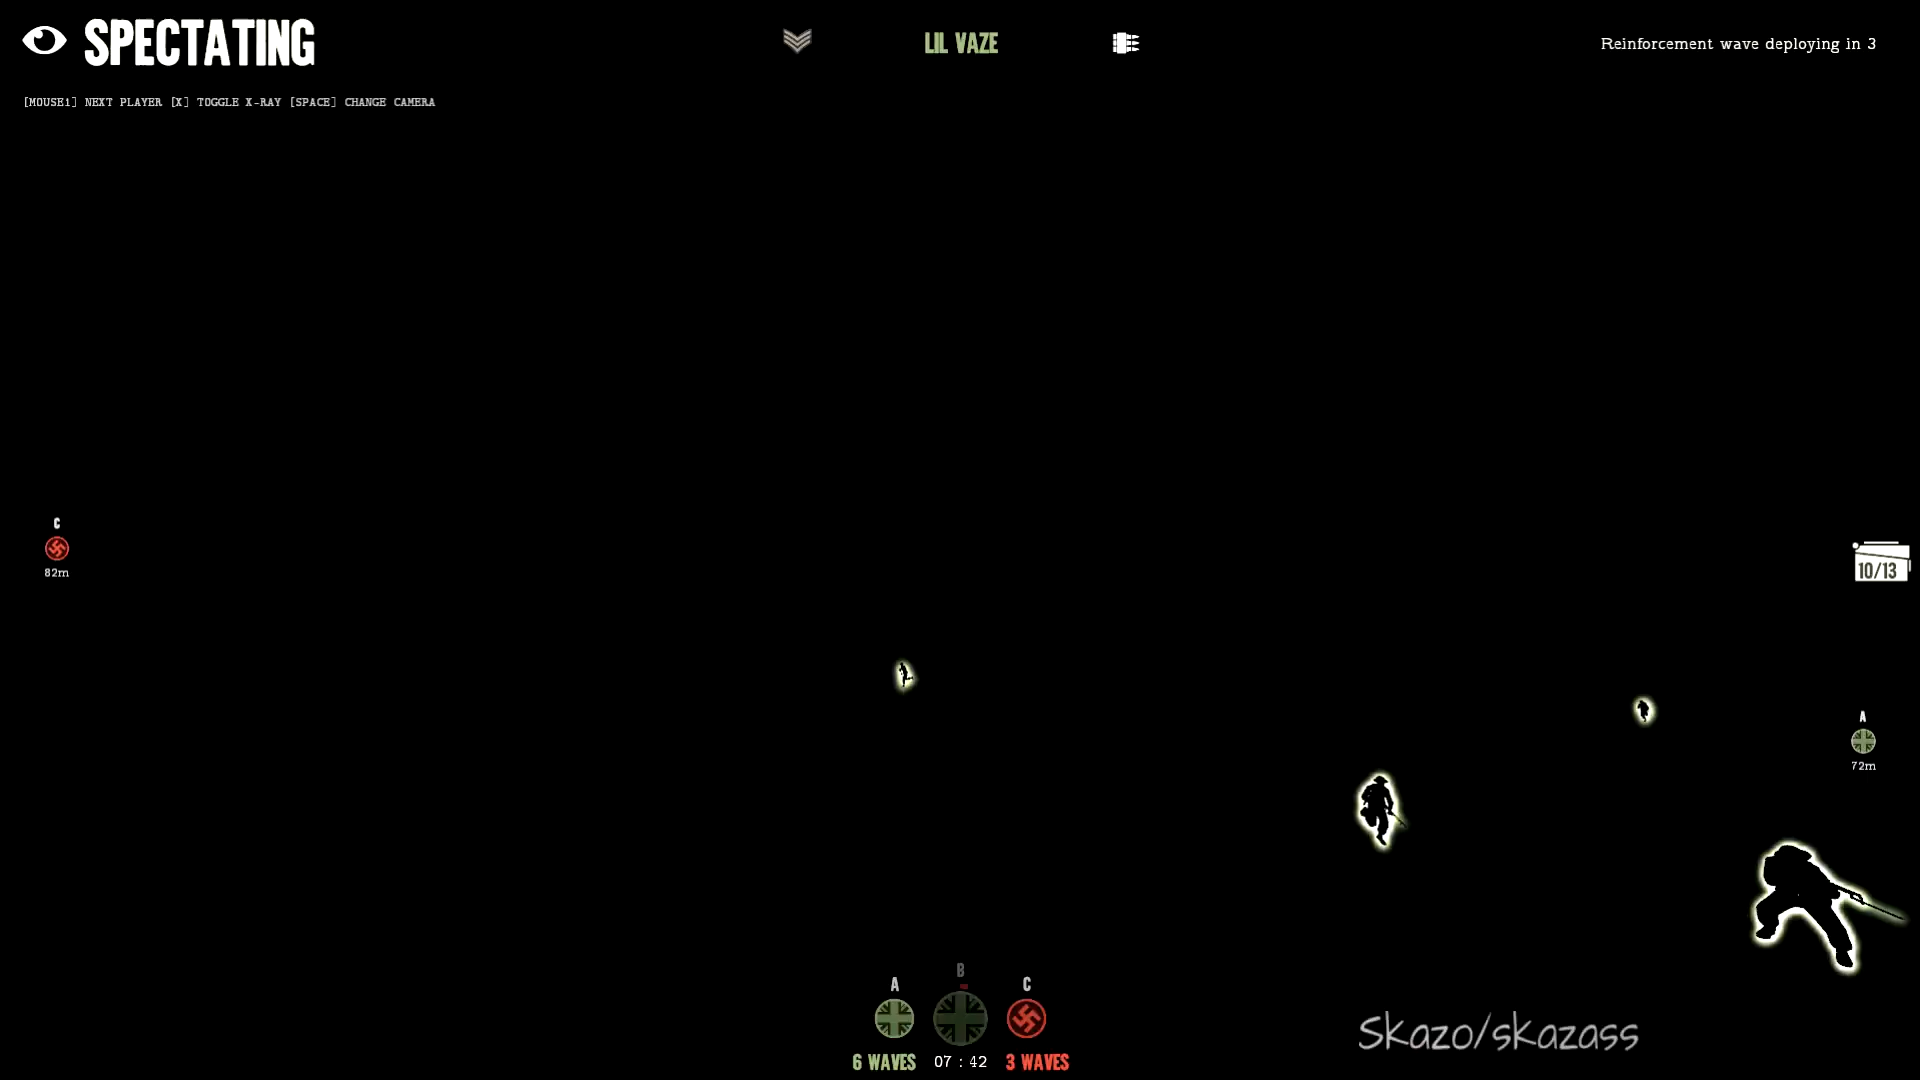 SPECTATING
LIL VAZE
Reinforcement wave deploying in 3
[MOUSE1] NEXT PLAYER [X] TOGGLE X-RAY [SPACE] CHANGE CAMERA
C
82m
10/13
A
72m
A B C
6 WAVES 07 : 42 3 WAVES
Skazo/skazass